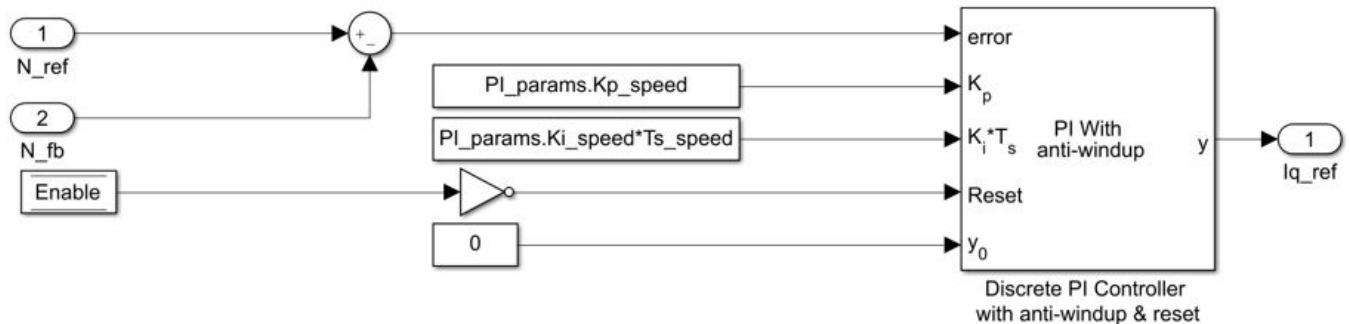 1
N_ref
+
-
2
N_fb
Enable
PI_params.Kp_speed
PI_params.Ki_speed*Ts_speed
0
error
Kp
Ki*Ts
Reset
y0
PI With
anti-windup
y
Discrete PI Controller
with anti-windup & reset
1
Iq_ref